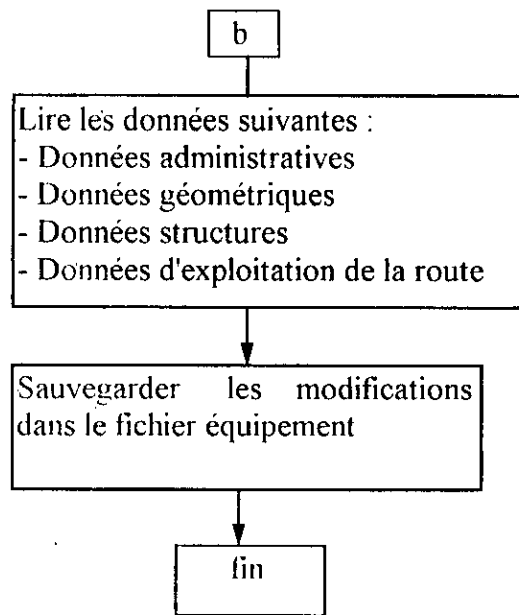 b
Lire les données suivantes :
- Données administratives
- Données géométriques
- Données structures
- Données d'exploitation de la route
Sauvegarder les modifications
dans le fichier équipement
fin